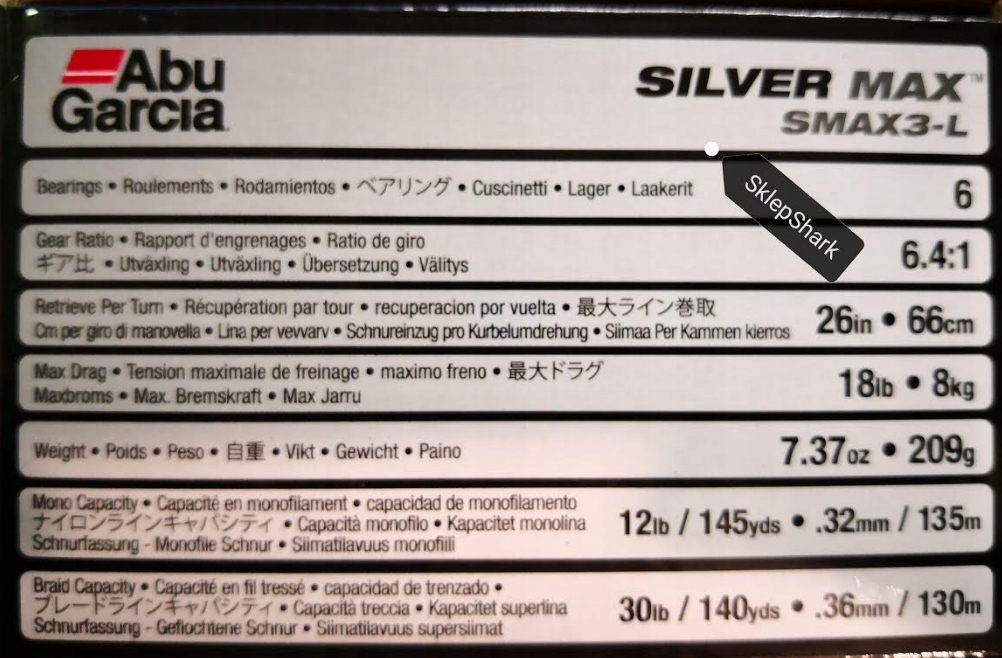 Abu
Garcia
SILVER MAX™
SMAX3-L
SklepShark
Bearings • Roulements • Rodamientos • ベアリング • Cuscinetti • Lager • Laakerit 6
Gear Ratio • Rapport d'engrenages • Ratio de giro
ギア比 • Utväxling • Utväxling • Übersetzung • Välitys 6.4:1
Retrieve Per Turn • Récupération par tour • recuperacion por vuelta • 最大ライン巻取
Cm per giro di manovella • Lina per vevvarv • Schnureinzug pro Kurbelumdrehung • Siimaa Per Kammen kierros 26in • 66cm
Max Drag • Tension maximale de freinage • maximo freno • 最大ドラグ
Maxbroms • Max. Bremskraft • Max Jarru 18lb • 8kg
Weight • Poids • Peso • 自重 • Vikt • Gewicht • Paino 7.37oz • 209g
Mono Capacity • Capacité en monofilament • capacidad de monofilamento
ナイロンラインキャパシティ • Capacità monofilo • Kapacitet monolina 12lb / 145yds • .32mm / 135m
Schnurfassung - Monofile Schnur • Siimatilavuus monofiili
Braid Capacity • Capacité en fil tressé • capacidad de trenzado •
ブレードラインキャパシティ • Capacità treccia • Kapacitet superlina 30lb / 140yds • .36mm / 130m
Schnurfassung - Geflochtene Schnur • Siimatilavuus supersiimat